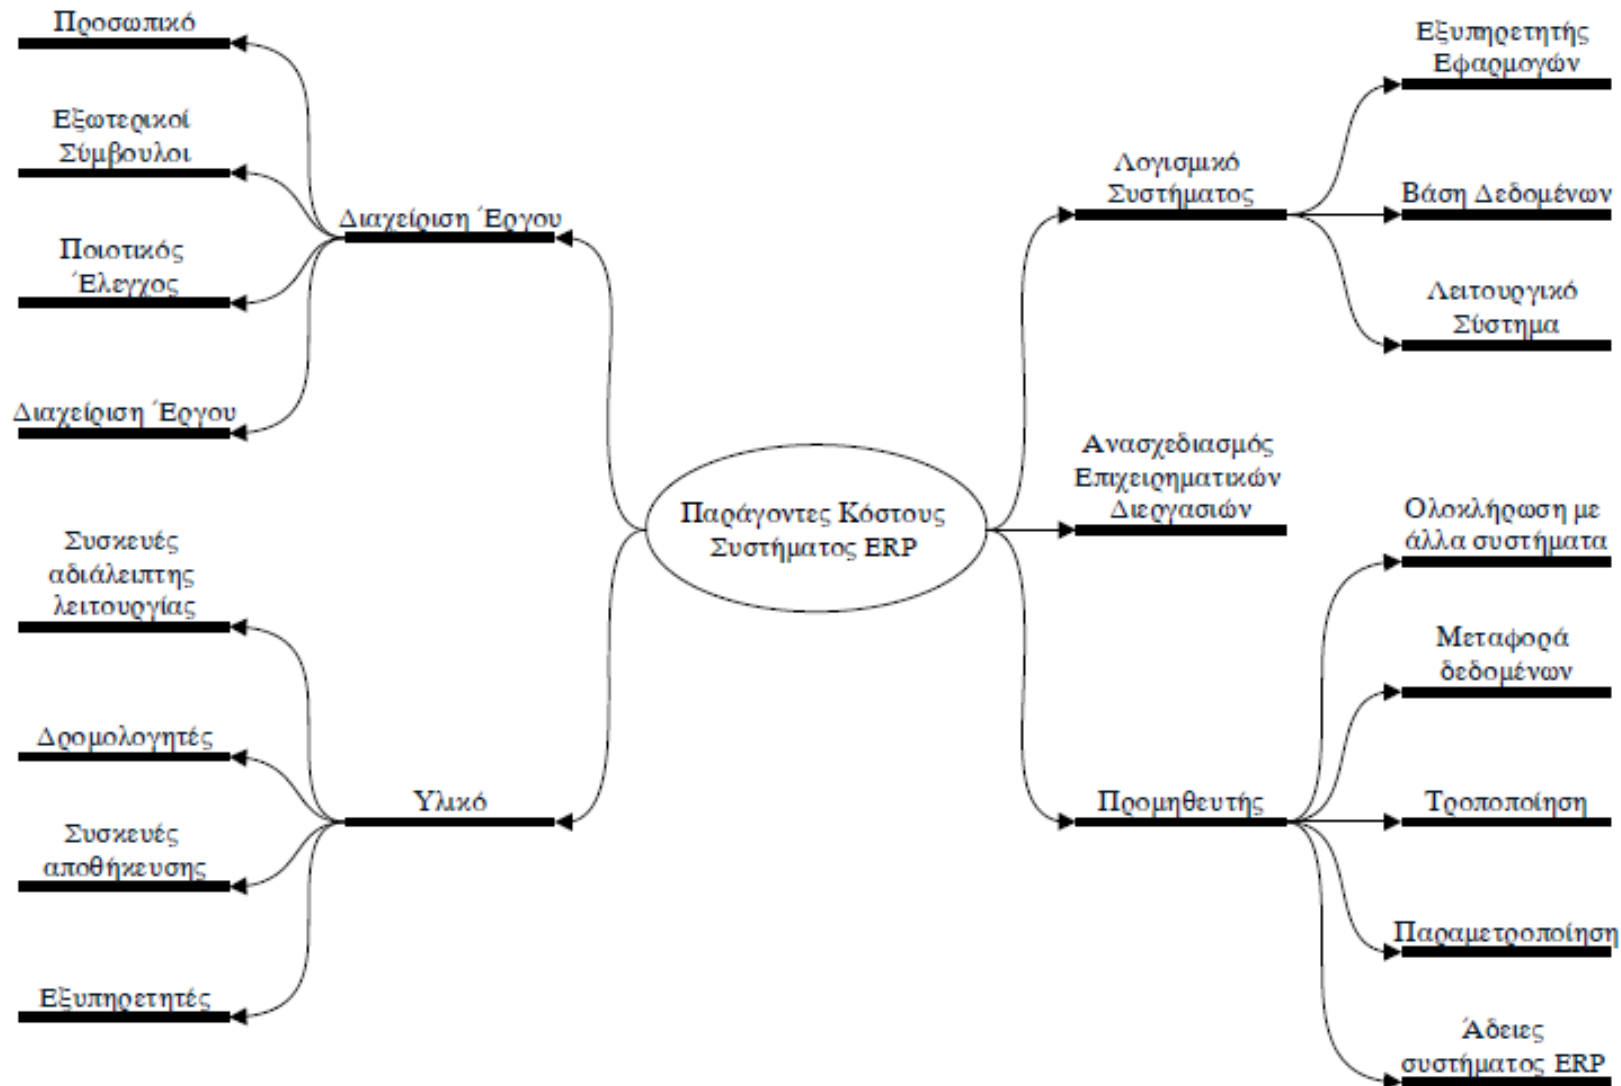 Προσωπικό
Εξωτερικοί
Σύμβουλοι
Ποιοτικός
Έλεγχος
Διαχείριση Έργου
Διαχείριση Έργου
Συσκευές
αδιάλειπτης
λειτουργίας
Δρομολογητές
Συσκευές
αποθήκευσης
Εξυπηρετητές
Υλικό
Παράγοντες Κόστους
Συστήματος ERP
Λογισμικό
Συστήματος
Εξυπηρετητής
Εφαρμογών
Βάση Δεδομένων
Λειτουργικό
Σύστημα
Ανασχεδιασμός
Επιχειρηματικών
Διεργασιών
Προμηθευτής
Ολοκλήρωση με
άλλα συστήματα
Μεταφορά
δεδομένων
Τροποποίηση
Παραμετροποίηση
Άδειες
συστήματος ERP